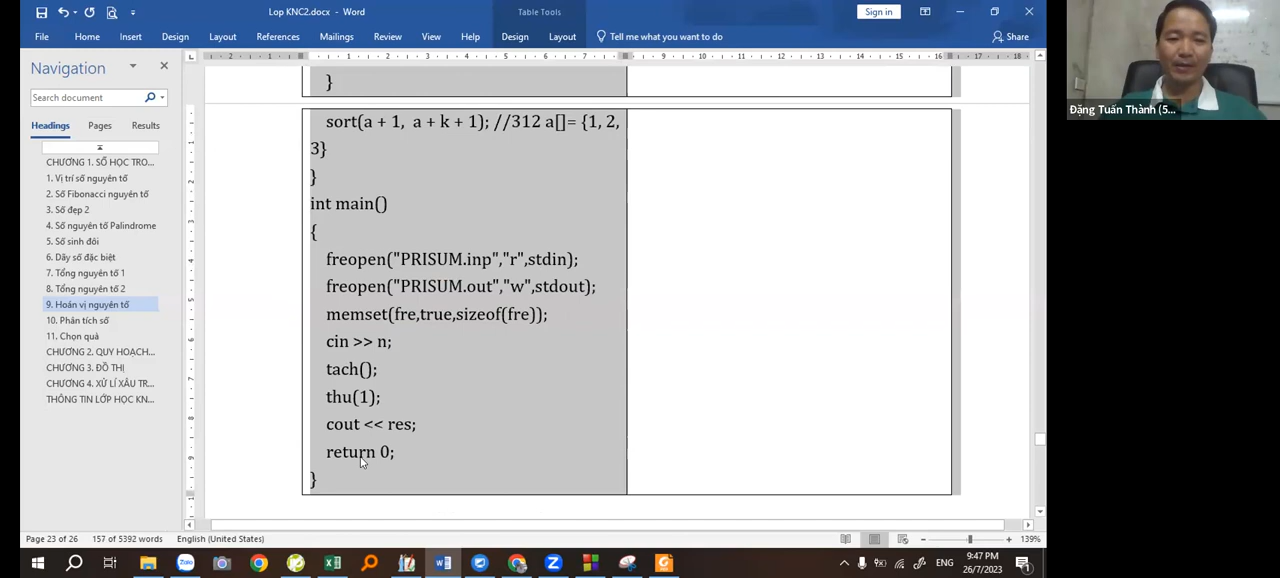 Lop KNC2.docx - Word
Table Tools
Sign in
File
Home
Insert
Design
Layout
References
Mailings
Review
View
Help
Design
Layout
Tell me what you want to do
Share
Navigation
Search document
Headings
Pages
Results
CHƯƠNG 1. SỐ HỌC TRO...
1. Vị trí số nguyên tố
2. Số Fibonacci nguyên tố
3. Số đẹp 2
4. Số nguyên tố Palindrome
5. Số sinh đôi
6. Dãy số đặc biệt
7. Tổng nguyên tố 1
8. Tổng nguyên tố 2
9. Hoán vị nguyên tố
10. Phân tích số
11. Chọn quà
CHƯƠNG 2. QUY HOẠCH...
CHƯƠNG 3. ĐỒ THỊ
CHƯƠNG 4. XỬ LÍ XÂU TR...
THÔNG TIN LỚP HỌC KN...
}
sort(a + 1, a + k + 1); //312 a[]= {1, 2,
3}
}
int main()
{
freopen("PRISUM.inp","r",stdin);
freopen("PRISUM.out","w",stdout);
memset(fre,true,sizeof(fre));
cin >> n;
tach();
thu(1);
cout << res;
return 0;
}
Đặng Tuấn Thành (5...
Page 23 of 26
157 of 5392 words
English (United States)
139%
ENG
9:47 PM
26/7/2023